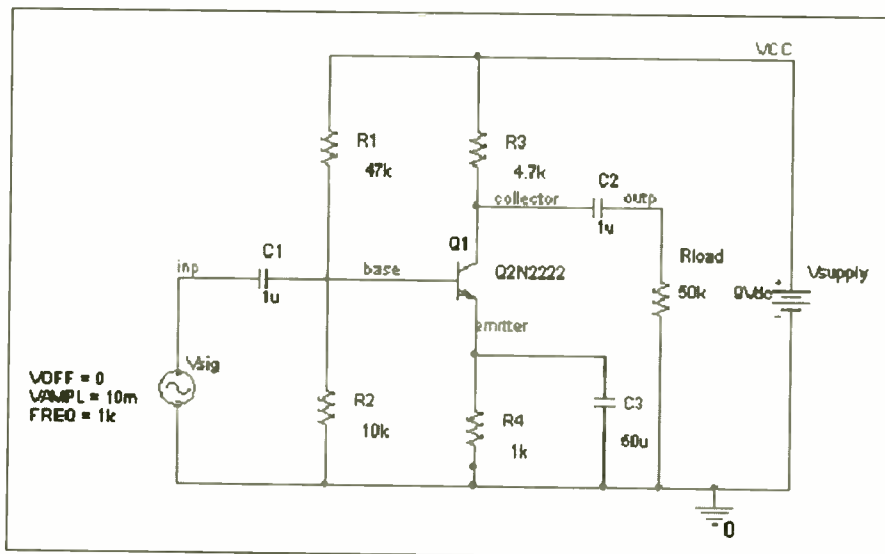 VCC
R1
47k
R3
4.7k
collector
C2
1u
outp
Q1
Q2N2222
C1
1u
inp
base
Rload
50k
Vsupply
9Vdc
emitter
Vsig
VOFF = 0
VAMPL = 10m
FREQ = 1k
R2
10k
R4
1k
C3
50u
0